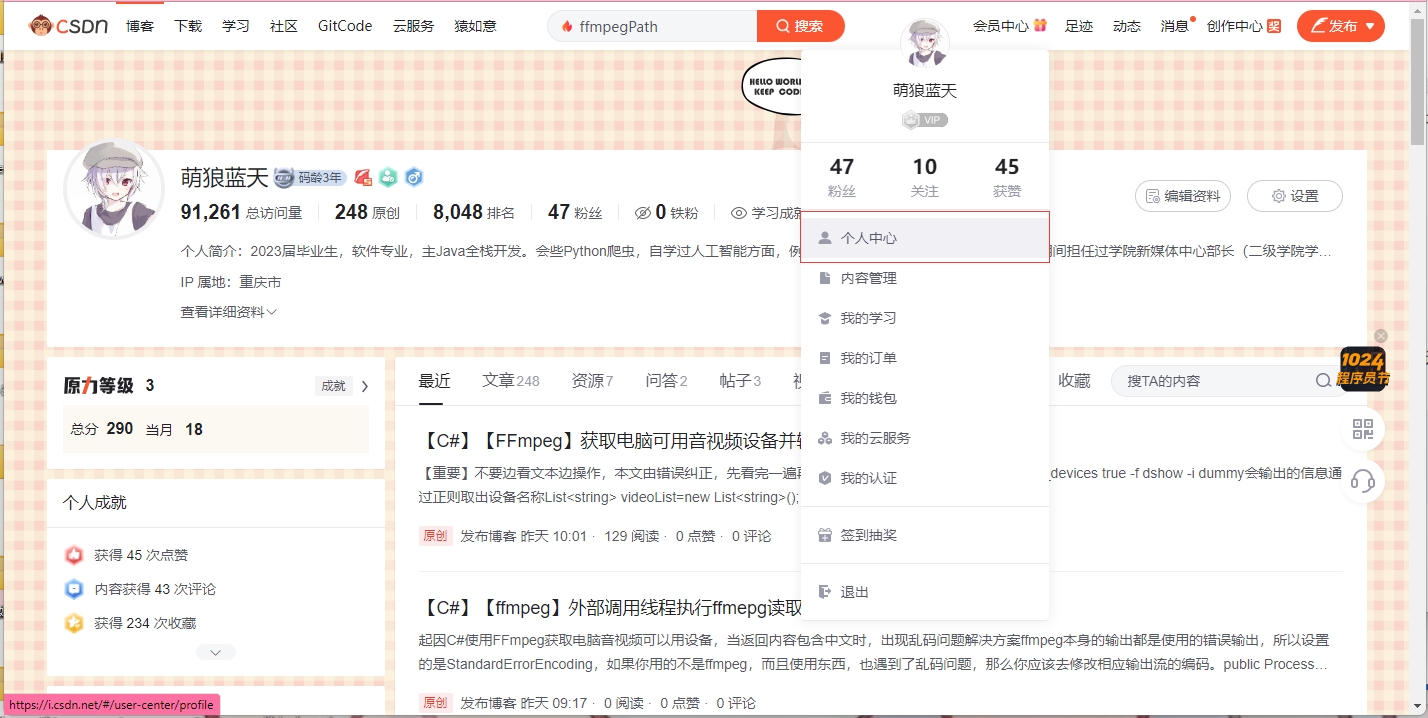 CSDN 博客 下载 学习 社区 GitCode 云服务 猿如意 ffmpegPath 搜索 会员中心 足迹 动态 消息 创作中心 奖 发布
HELLO WORL
KEEP COD
萌狼蓝天
VIP
47 10 45
粉丝 关注 获赞
萌狼蓝天 码龄3年
91,261 总访问量 248 原创 8,048 排名 47 粉丝 0 铁粉 学习成就
编辑资料 设置
个人简介：2023届毕业生，软件专业，主Java全栈开发。会些Python爬虫，自学过人工智能方面，例 间担任过学院新媒体中心部长（二级学院学…
IP 属地：重庆市
查看详细资料
个人中心
内容管理
我的学习
我的订单
我的钱包
我的云服务
我的认证
签到抽奖
退出
原力等级 3 成就
总分 290 当月 18
个人成就
获得 45 次点赞
内容获得 43 次评论
获得 234 次收藏
最近 文章248 资源7 问答2 帖子3 收藏 搜TA的内容
1024
程序员节
【C#】【FFmpeg】获取电脑可用音视频设备并输
【重要】不要边看文本边操作，本文由错误纠正，先看完一遍再 _devices true -f dshow -i dummy会输出的信息通
过正则取出设备名称List<string> videoList=new List<string>();
原创 发布博客 昨天 10:01 · 129 阅读 · 0 点赞 · 0 评论
【C#】【ffmpeg】外部调用线程执行ffmepg读取
起因C#使用FFmpeg获取电脑音视频可以用设备，当返回内容包含中文时，出现乱码问题解决方案ffmpeg本身的输出都是使用的错误输出，所以设置
的是StandardErrorEncoding，如果你用的不是ffmpeg，而且使用东西，也遇到了乱码问题，那么你应该去修改相应输出流的编码。public Process…
原创 发布博客 昨天 09:17 · 0 阅读 · 0 点赞 · 0 评论
https://i.csdn.net/#/user-center/profile